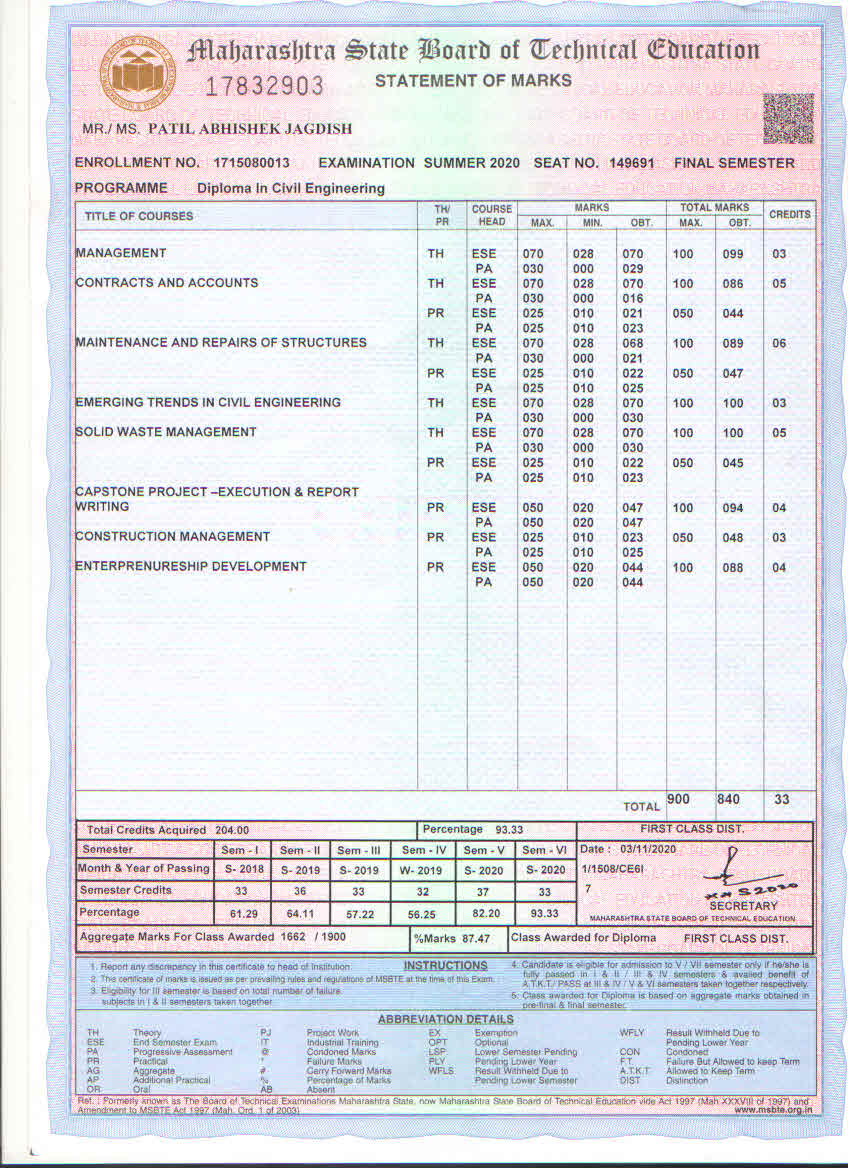 Maharashtra State Board of Technical Education
17832903 STATEMENT OF MARKS
MR./ MS. PATIL ABHISHEK JAGDISH
ENROLLMENT NO. 1715080013 EXAMINATION SUMMER 2020 SEAT NO. 149691 FINAL SEMESTER
PROGRAMME Diploma In Civil Engineering
TITLE OF COURSES TH/ PR COURSE HEAD MARKS MAX. MIN. OBT. TOTAL MARKS MAX. OBT. CREDITS
MANAGEMENT TH ESE 070 028 070 100 099 03
PA 030 000 029
CONTRACTS AND ACCOUNTS TH ESE 070 028 070 100 086 05
PA 030 000 016
PR ESE 025 010 021 050 044
PA 025 010 023
MAINTENANCE AND REPAIRS OF STRUCTURES TH ESE 070 028 068 100 089 06
PA 030 000 021
PR ESE 025 010 022 050 047
PA 025 010 025
EMERGING TRENDS IN CIVIL ENGINEERING TH ESE 070 028 070 100 100 03
PA 030 000 030
SOLID WASTE MANAGEMENT TH ESE 070 028 070 100 100 05
PA 030 000 030
PR ESE 025 010 022 050 045
PA 025 010 023
CAPSTONE PROJECT –EXECUTION & REPORT
WRITING PR ESE 050 020 047 100 094 04
PA 050 020 047
CONSTRUCTION MANAGEMENT PR ESE 025 010 023 050 048 03
PA 025 010 025
ENTERPRENURESHIP DEVELOPMENT PR ESE 050 020 044 100 088 04
PA 050 020 044
TOTAL 900 840 33
Total Credits Acquired 204.00 Percentage 93.33 FIRST CLASS DIST.
Semester Sem - I Sem - II Sem - III Sem - IV Sem - V Sem - VI Date : 03/11/2020
Month & Year of Passing S- 2018 S- 2019 S- 2019 W- 2019 S- 2020 S- 2020 1/1508/CE6I
Semester Credits 33 36 33 32 37 33 7
SECRETARY
Percentage 61.29 64.11 57.22 56.25 82.20 93.33 MAHARASHTRA STATE BOARD OF TECHNICAL EDUCATION
Aggregate Marks For Class Awarded 1662 / 1900 %Marks 87.47 Class Awarded for Diploma FIRST CLASS DIST.
INSTRUCTIONS
1. Report any discrepancy in this certificate to head of Institution.
2. The certificate of marks is issued as per prevailing rules and regulations of MSBTE at the time of this Exam.
3. Eligibility for III semester is based on total number of failure
subjects in I & II semesters taken together.
4. Candidate is eligible for admission to V / VII semester only if he/she is
fully passed in I & II / III & IV semesters & availed benefit of
A.T.K.T./ PASS at III & IV / V & VI semesters taken together respectively.
5. Class awarded for Diploma is based on aggregate marks obtained in
pre-final & final semester.
ABBREVIATION DETAILS
TH Theory PJ Project Work EX Exemption WFLY Result Withheld Due to
ESE End Semester Exam IT Industrial Training OPT Optional Pending Lower Year
PA Progressive Assessment @ Condoned Marks LSP Lower Semester Pending CON Condoned
PR Practical * Failure Marks PLY Pending Lower Year F.T. Failure But Allowed to keep Term
AG Aggregate # Carry Forward Marks WFLS Result Withheld Due to A.T.K.T. Allowed to Keep Term
AP Additional Practical % Percentage of Marks Pending Lower Semester DIST Distinction
OR Oral AB Absent
Ref. : Formerly known as The Board of Technical Examinations Maharashtra State, now Maharashtra State Board of Technical Education vide Act 1997 (Mah XXXVIII of 1997) and
Amendment to MSBTE Act 1997 (Mah. Ord. 1 of 2003) www.msbte.org.in